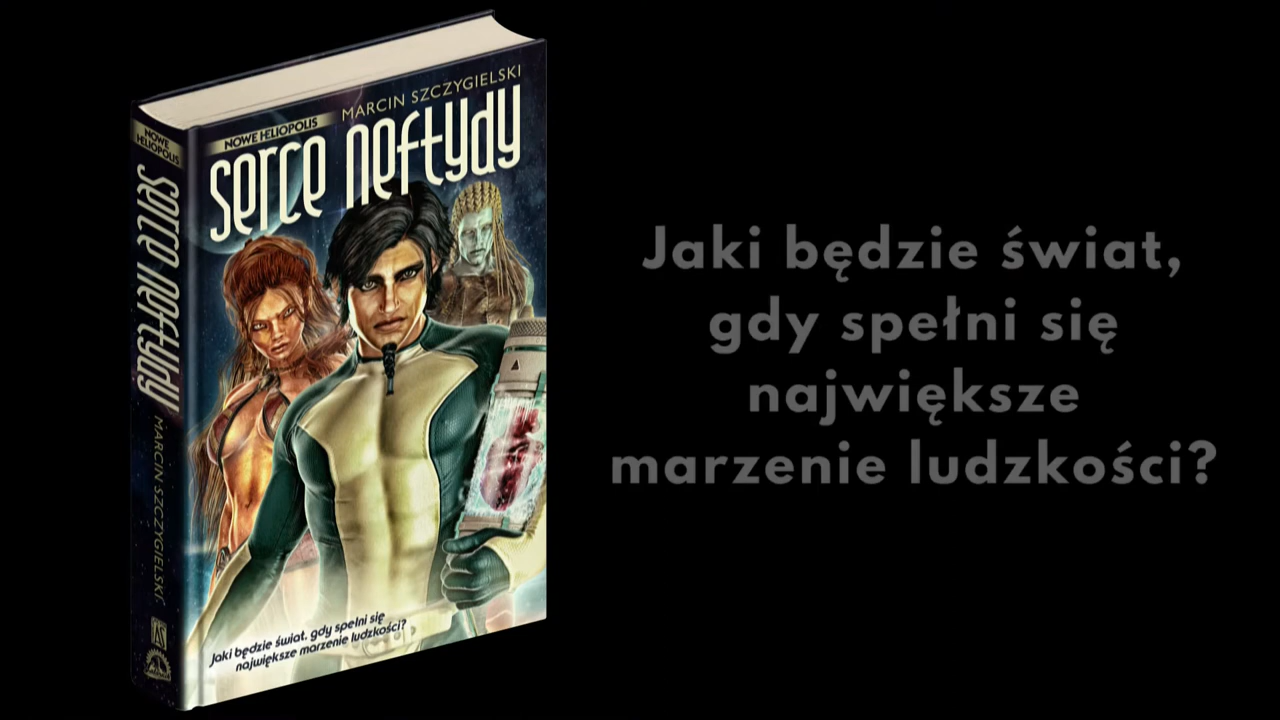 NOWE HELIOPOLIS
serce neftydy
MARCIN SZCZYGIELSKI
NOWE HELIOPOLIS
MARCIN SZCZYGIELSKI
serce neftydy
Jaki będzie świat, gdy spełni się
największe marzenie ludzkości?
Jaki będzie świat,
gdy spełni się
największe
marzenie ludzkości?